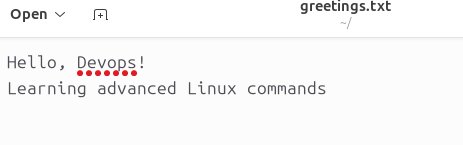 Open
greetings.txt
~/
Hello, Devops!
Learning advanced Linux commands